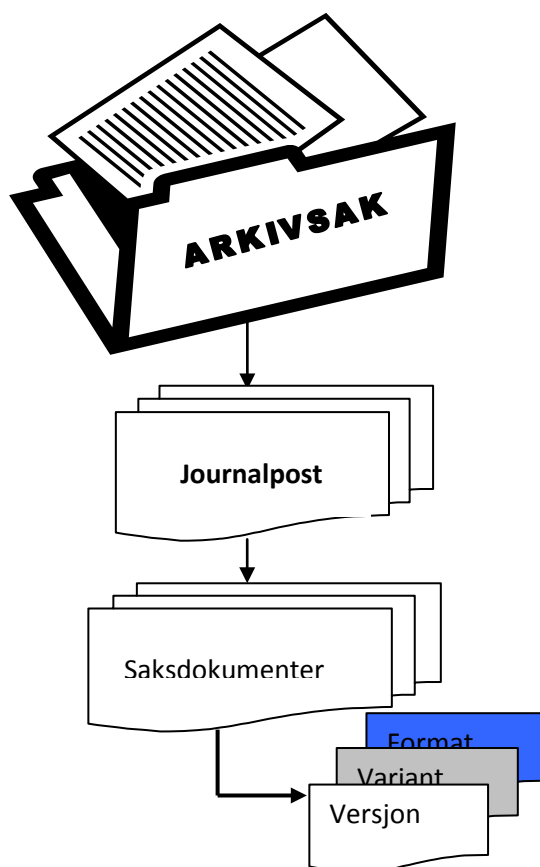 ARKIVSAK
Journalpost
Saksdokumenter
Format
Variant
Versjon